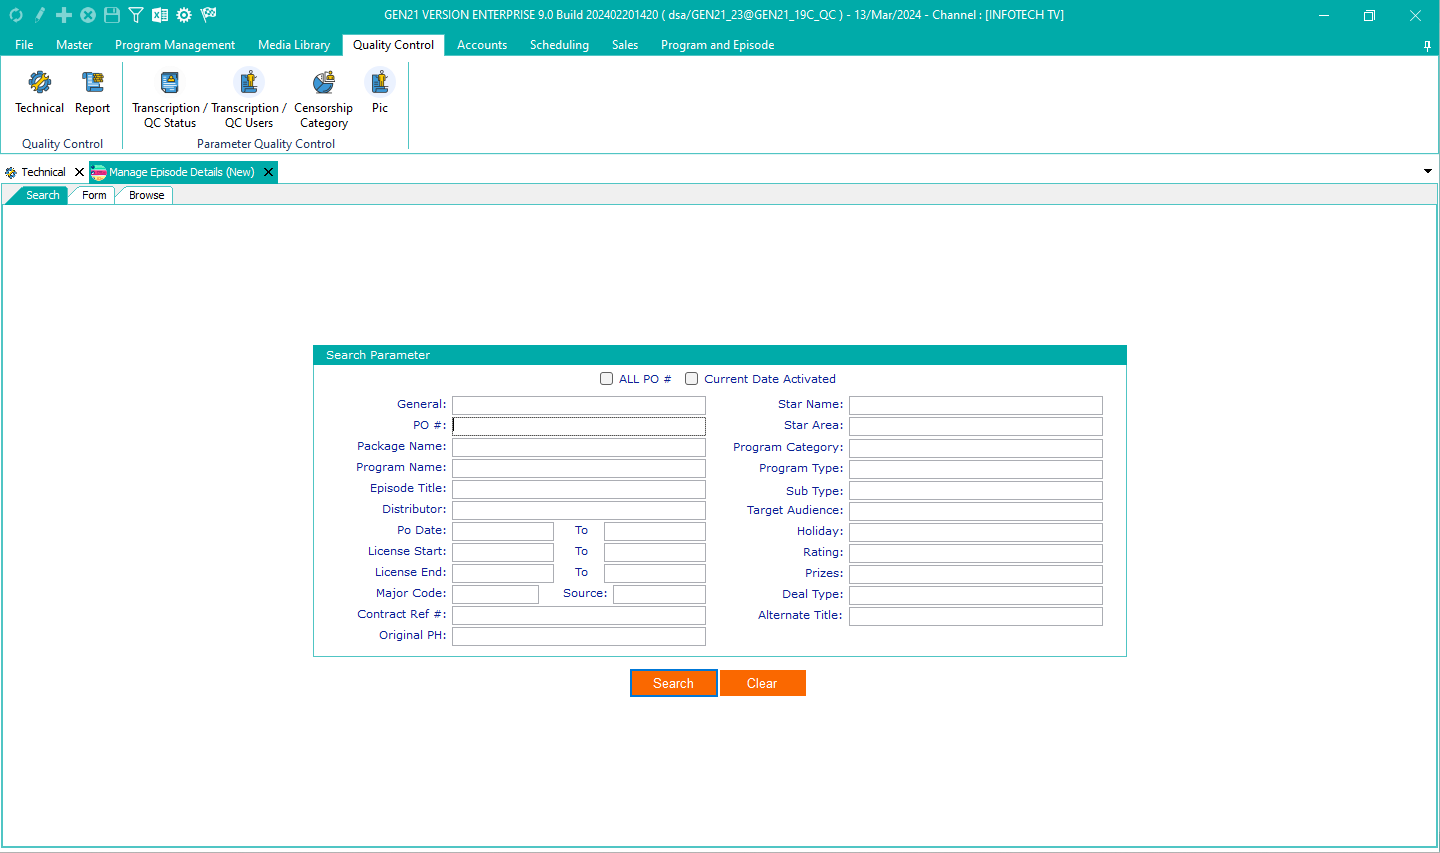 GEN21 VERSION ENTERPRISE 9.0 Build 202402201420 ( dsa/GEN21_23@GEN21_19C_QC ) - 13/Mar/2024 - Channel : [INFOTECH TV]
File Master Program Management Media Library Quality Control Accounts Scheduling Sales Program and Episode
Technical Report Transcription / QC Status Transcription / QC Users Censorship Category Pic
Quality Control Parameter Quality Control
Technical Manage Episode Details (New)
Search Form Browse
Search Parameter
ALL PO # Current Date Activated
General: Star Name:
PO #: Star Area:
Package Name: Program Category:
Program Name: Program Type:
Episode Title: Sub Type:
Distributor: Target Audience:
Po Date: To Holiday:
License Start: To Rating:
License End: To Prizes:
Major Code: Source: Deal Type:
Contract Ref #: Alternate Title:
Original PH:
Search Clear